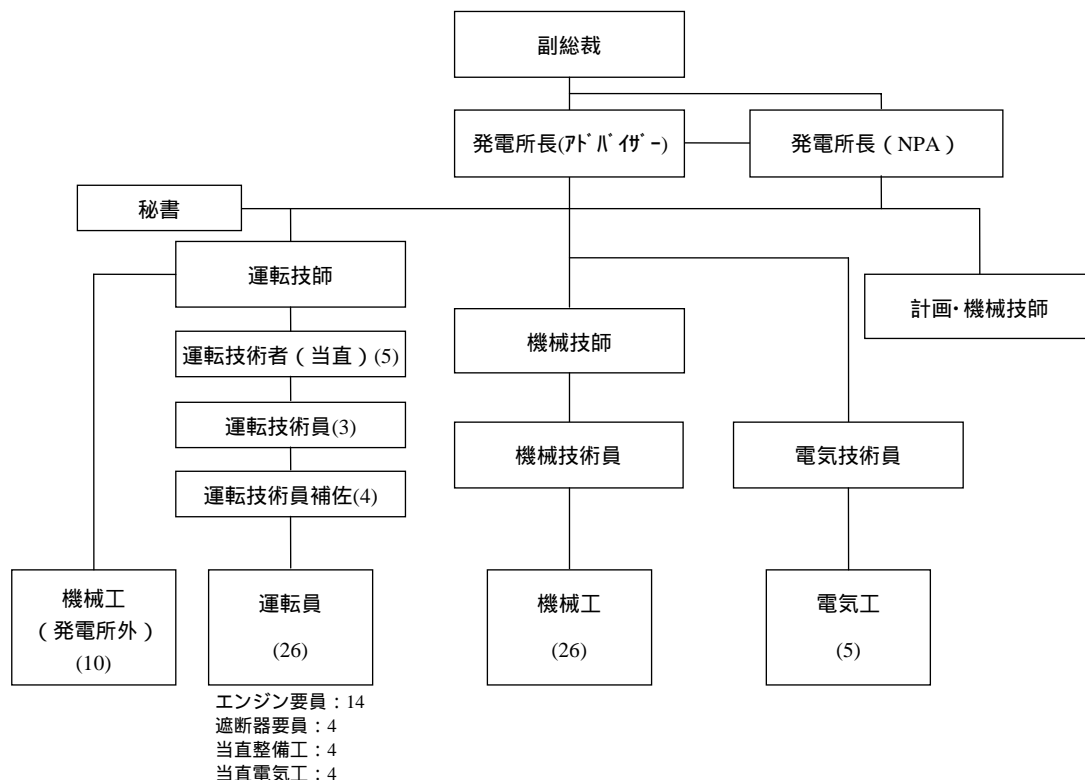 副総裁
発電所長(ｱﾄﾞﾊﾞｲｻﾞｰ)
発電所長（NPA）
秘書
運転技師
計画・機械技師
機械技師
運転技術者（当直）(5)
運転技術員(3)
機械技術員
電気技術員
運転技術員補佐(4)
機械工
（発電所外）
(10)
運転員
(26)
機械工
(26)
電気工
(5)
エンジン要員：14
遮断器要員：4
当直整備工：4
当直電気工：4